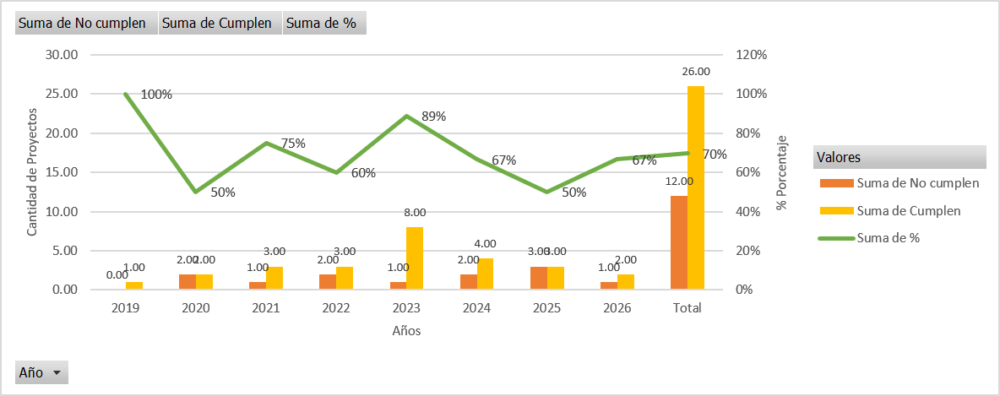 Suma de No cumplen Suma de Cumplen Suma de %
30.00 120%
26.00
25.00 100% 100%
89%
20.00 80%
75% 67% 67% 70%
Valores
15.00 60% 60%
12.00
Suma de No cumplen
50% 50%
Suma de Cumplen
10.00 40%
8.00
Suma de %
5.00 20%
0.00 1.00 2.00 2.00 1.00 3.00 2.00 3.00 1.00 2.00 4.00 3.00 3.00 1.00 2.00
0.00 0%
2019 2020 2021 2022 2023 2024 2025 2026 Total
Años
Cantidad de Proyectos
% Porcentaje
Año